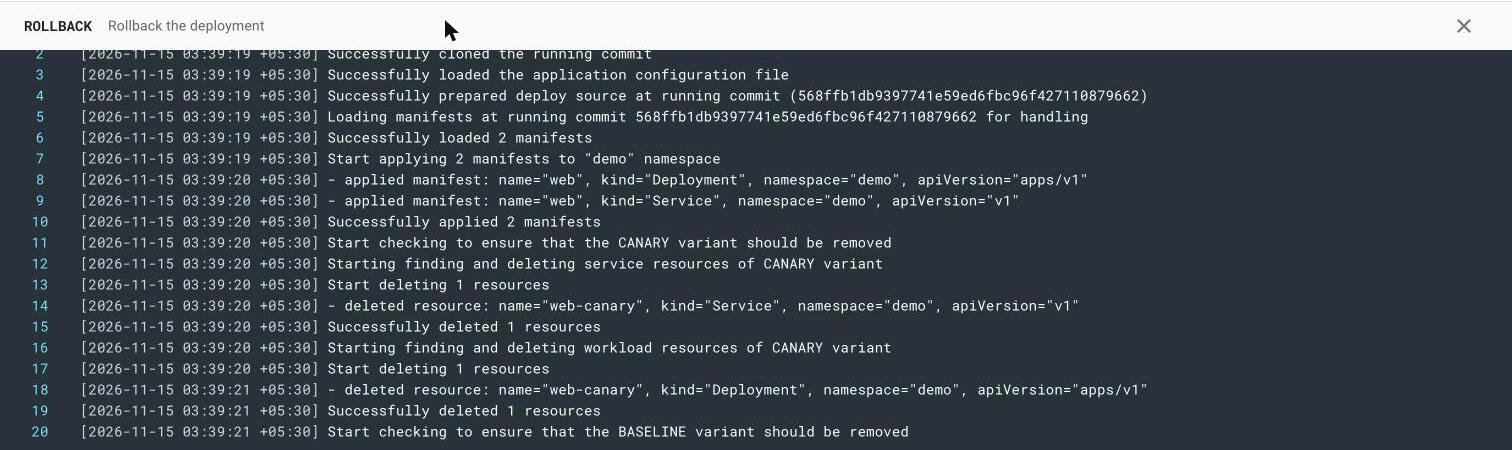 ROLLBACK Rollback the deployment
2 [2026-11-15 03:39:19 +05:30] Successfully cloned the running commit
3 [2026-11-15 03:39:19 +05:30] Successfully loaded the application configuration file
4 [2026-11-15 03:39:19 +05:30] Successfully prepared deploy source at running commit (568ffb1db9397741e59ed6fbc96f427110879662)
5 [2026-11-15 03:39:19 +05:30] Loading manifests at running commit 568ffb1db9397741e59ed6fbc96f427110879662 for handling
6 [2026-11-15 03:39:19 +05:30] Successfully loaded 2 manifests
7 [2026-11-15 03:39:19 +05:30] Start applying 2 manifests to "demo" namespace
8 [2026-11-15 03:39:20 +05:30] - applied manifest: name="web", kind="Deployment", namespace="demo", apiVersion="apps/v1"
9 [2026-11-15 03:39:20 +05:30] - applied manifest: name="web", kind="Service", namespace="demo", apiVersion="v1"
10 [2026-11-15 03:39:20 +05:30] Successfully applied 2 manifests
11 [2026-11-15 03:39:20 +05:30] Start checking to ensure that the CANARY variant should be removed
12 [2026-11-15 03:39:20 +05:30] Starting finding and deleting service resources of CANARY variant
13 [2026-11-15 03:39:20 +05:30] Start deleting 1 resources
14 [2026-11-15 03:39:20 +05:30] - deleted resource: name="web-canary", kind="Service", namespace="demo", apiVersion="v1"
15 [2026-11-15 03:39:20 +05:30] Successfully deleted 1 resources
16 [2026-11-15 03:39:20 +05:30] Starting finding and deleting workload resources of CANARY variant
17 [2026-11-15 03:39:20 +05:30] Start deleting 1 resources
18 [2026-11-15 03:39:21 +05:30] - deleted resource: name="web-canary", kind="Deployment", namespace="demo", apiVersion="apps/v1"
19 [2026-11-15 03:39:21 +05:30] Successfully deleted 1 resources
20 [2026-11-15 03:39:21 +05:30] Start checking to ensure that the BASELINE variant should be removed